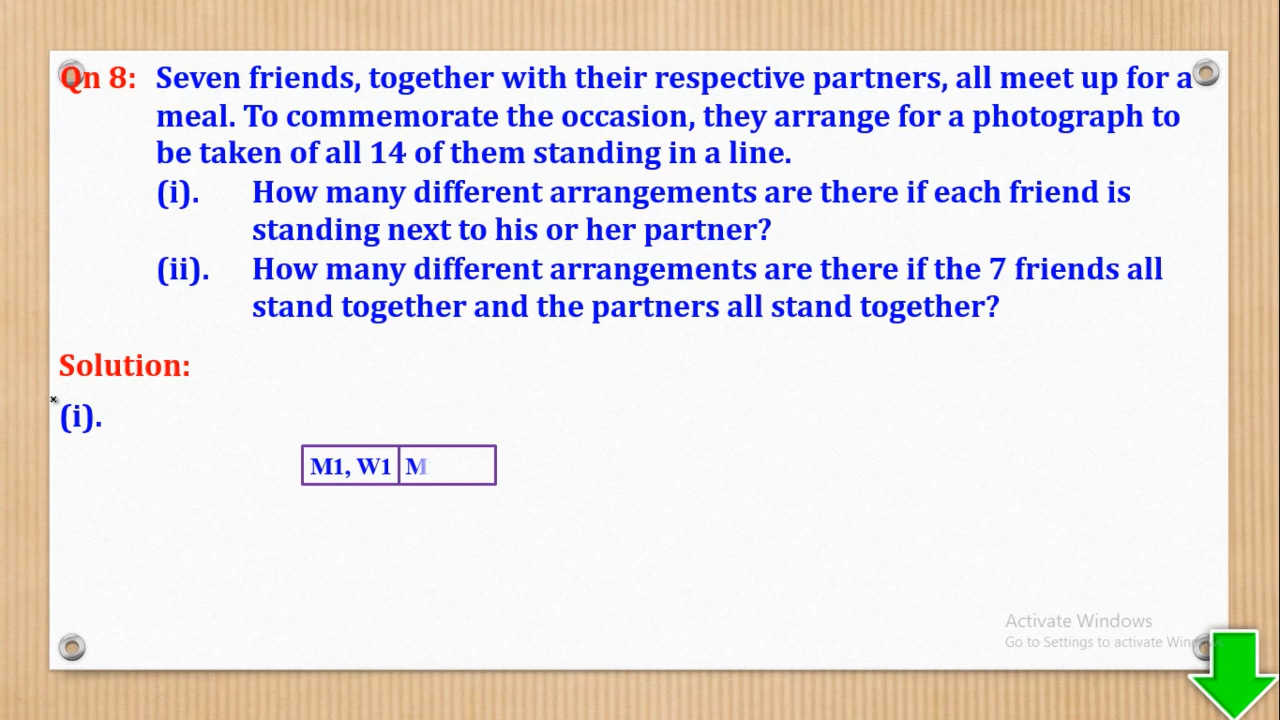 Qn 8: Seven friends, together with their respective partners, all meet up for a
meal. To commemorate the occasion, they arrange for a photograph to
be taken of all 14 of them standing in a line.
(i). How many different arrangements are there if each friend is
standing next to his or her partner?
(ii). How many different arrangements are there if the 7 friends all
stand together and the partners all stand together?
Solution:
(i).
M1, W1 M
Activate Windows
Go to Settings to activate Windows